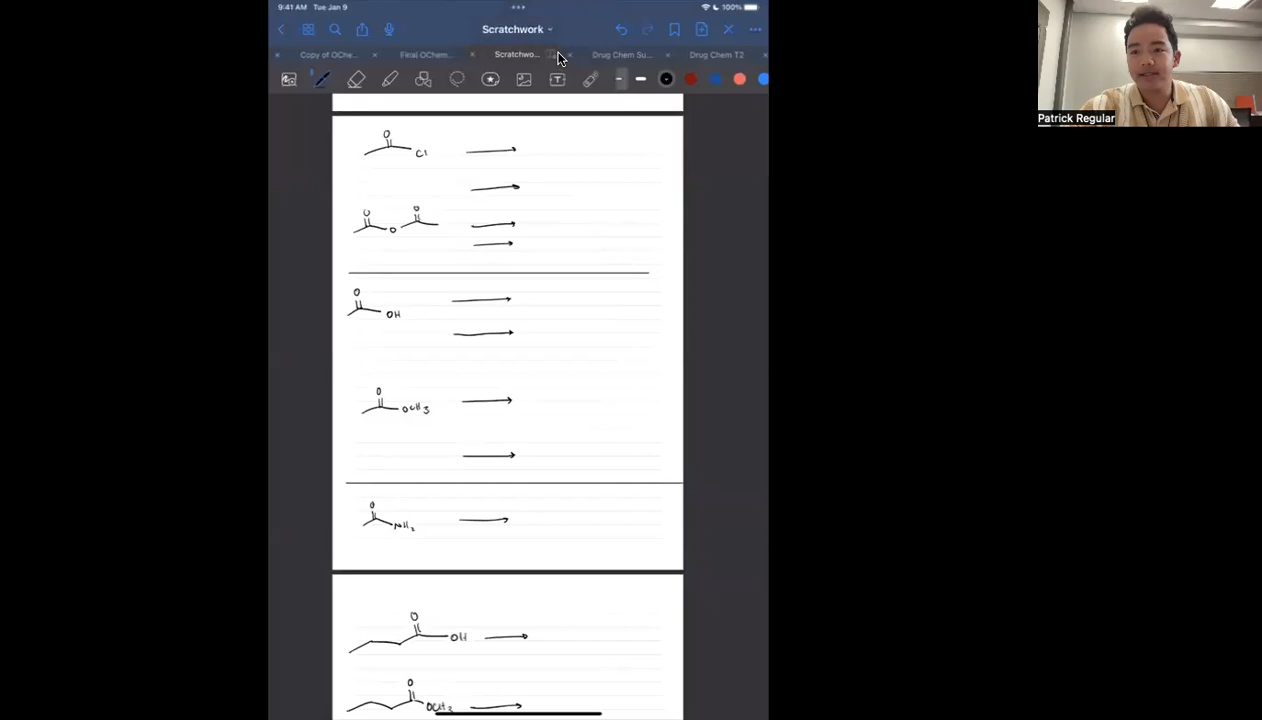 9:41 AM Tue Jan 9
100%
Scratchwork
Copy of OChe...
Final OChem...
Scratchwo...
Drug Chem Su...
Drug Chem T2
Patrick Regular
O
Cl
O O
O
O
OH
O
OCH3
O
NH2
O
OH
O
OCH3